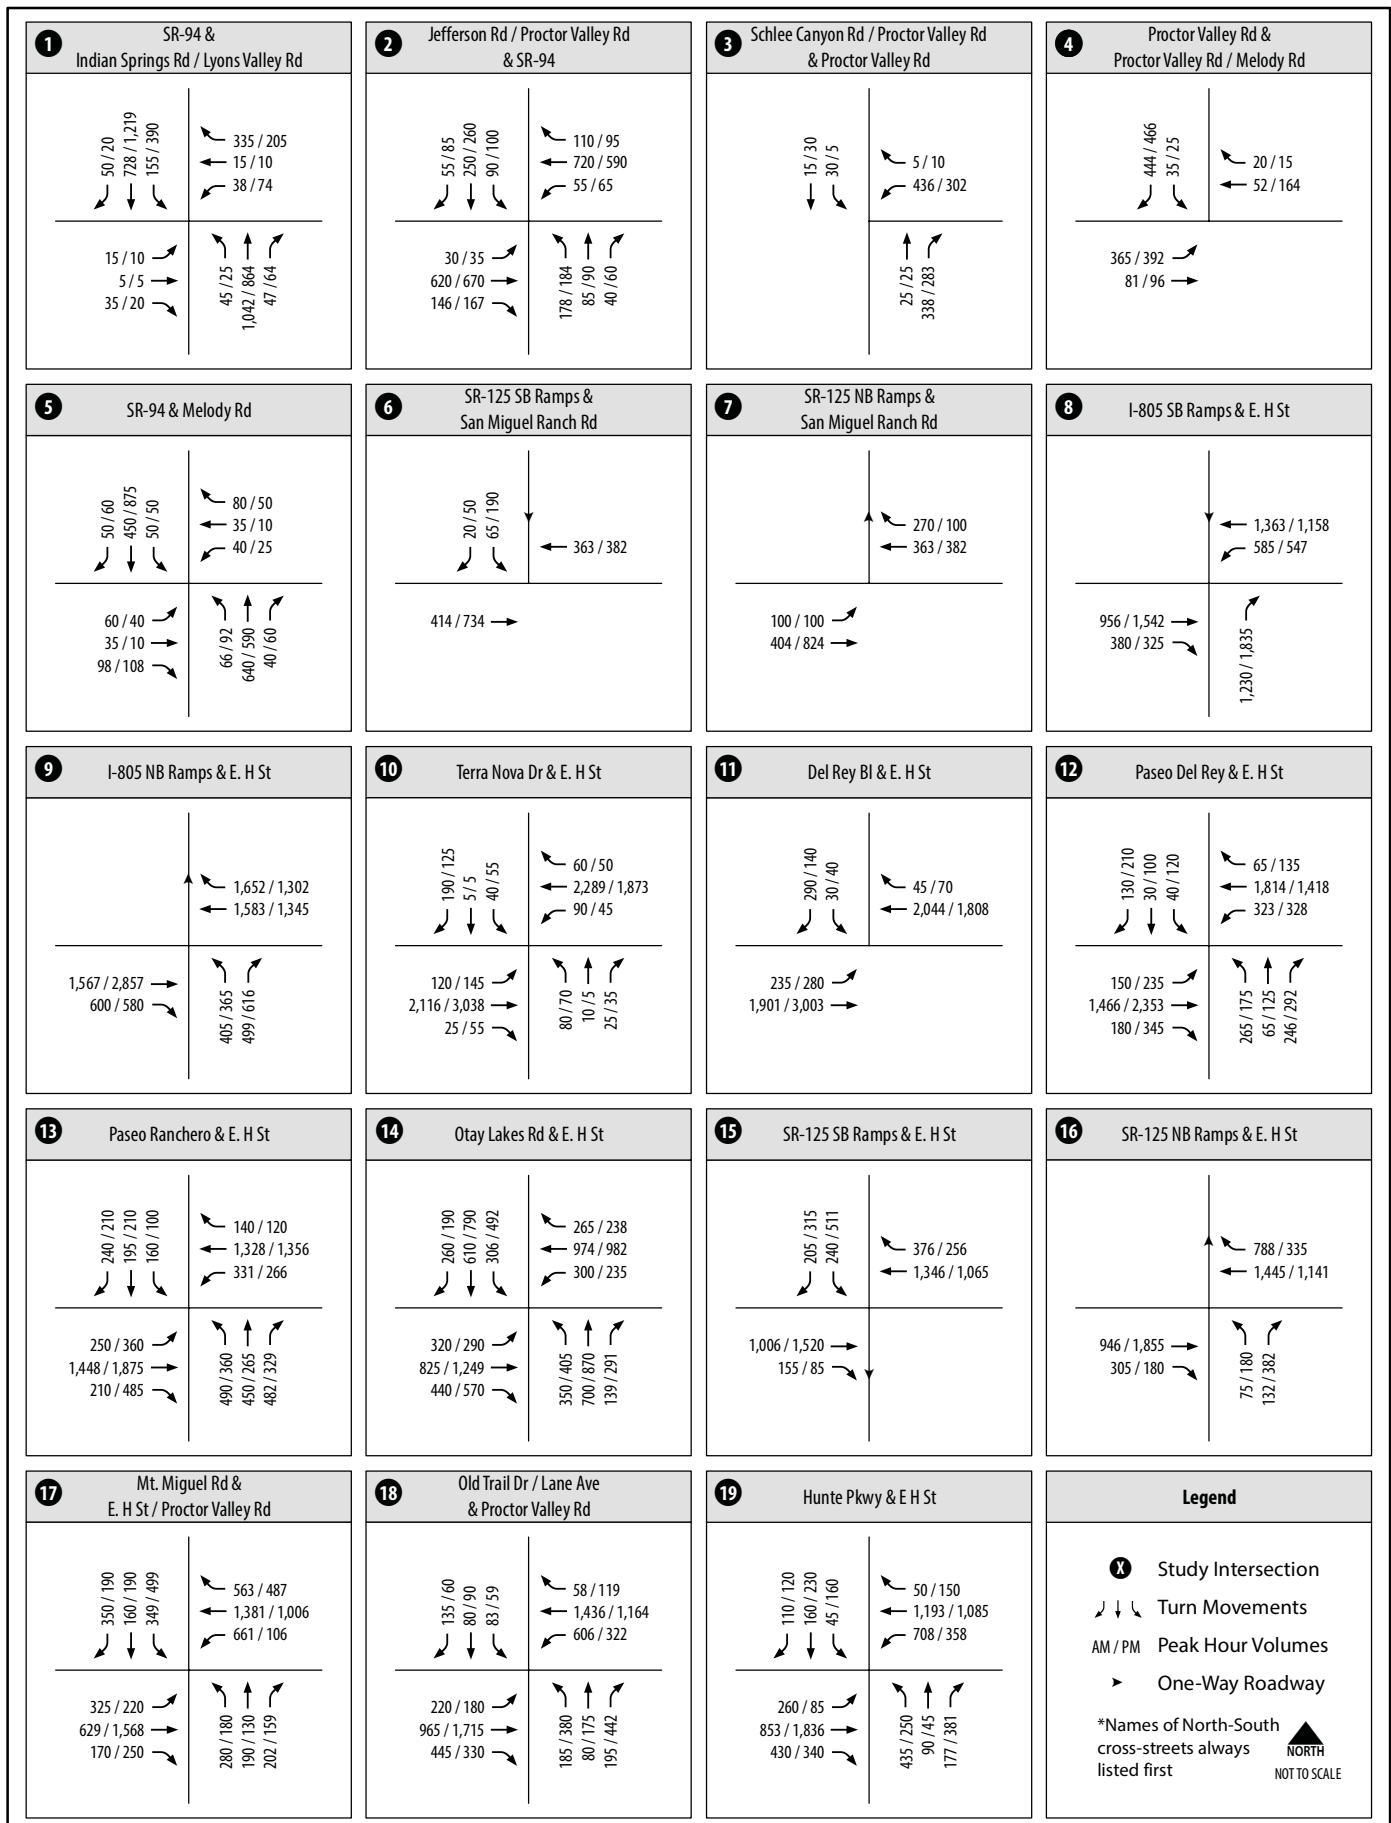 1
SR-94 &
Indian Springs Rd / Lyons Valley Rd
50 / 20
728 / 1,219
155 / 390
335 / 205
15 / 10
38 / 74
15 / 10
5 / 5
35 / 20
45 / 25
1,042 / 864
47 / 64
2
Jefferson Rd / Proctor Valley Rd
& SR-94
55 / 85
250 / 260
90 / 100
110 / 95
720 / 590
55 / 65
30 / 35
620 / 670
146 / 167
178 / 184
85 / 90
40 / 60
3
Schlee Canyon Rd / Proctor Valley Rd
& Proctor Valley Rd
15 / 30
30 / 5
5 / 10
436 / 302
25 / 25
338 / 283
4
Proctor Valley Rd &
Proctor Valley Rd / Melody Rd
444 / 466
35 / 25
20 / 15
52 / 164
365 / 392
81 / 96
5
SR-94 & Melody Rd
50 / 60
450 / 875
50 / 50
80 / 50
35 / 10
40 / 25
60 / 40
35 / 10
98 / 108
66 / 92
640 / 590
40 / 60
6
SR-125 SB Ramps &
San Miguel Ranch Rd
20 / 50
65 / 190
363 / 382
414 / 734
7
SR-125 NB Ramps &
San Miguel Ranch Rd
270 / 100
363 / 382
100 / 100
404 / 824
8
I-805 SB Ramps & E. H St
1,363 / 1,158
585 / 547
956 / 1,542
380 / 325
1,230 / 1,835
9
I-805 NB Ramps & E. H St
1,652 / 1,302
1,583 / 1,345
1,567 / 2,857
600 / 580
405 / 365
499 / 616
10
Terra Nova Dr & E. H St
190 / 125
5 / 5
40 / 55
60 / 50
2,289 / 1,873
90 / 45
120 / 145
2,116 / 3,038
25 / 55
80 / 70
10 / 5
25 / 35
11
Del Rey Bl & E. H St
290 / 140
30 / 40
45 / 70
2,044 / 1,808
235 / 280
1,901 / 3,003
12
Paseo Del Rey & E. H St
130 / 210
30 / 100
40 / 120
65 / 135
1,814 / 1,418
323 / 328
150 / 235
1,466 / 2,353
180 / 345
265 / 175
65 / 125
246 / 292
13
Paseo Ranchero & E. H St
240 / 210
195 / 210
160 / 100
140 / 120
1,328 / 1,356
331 / 266
250 / 360
1,448 / 1,875
210 / 485
490 / 360
450 / 265
482 / 329
14
Otay Lakes Rd & E. H St
260 / 190
610 / 790
306 / 492
265 / 238
974 / 982
300 / 235
320 / 290
825 / 1,249
440 / 570
350 / 405
700 / 870
139 / 291
15
SR-125 SB Ramps & E. H St
205 / 315
240 / 511
376 / 256
1,346 / 1,065
1,006 / 1,520
155 / 85
16
SR-125 NB Ramps & E. H St
788 / 335
1,445 / 1,141
946 / 1,855
305 / 180
75 / 180
132 / 382
17
Mt. Miguel Rd &
E. H St / Proctor Valley Rd
350 / 190
160 / 190
349 / 499
563 / 487
1,381 / 1,006
661 / 106
325 / 220
629 / 1,568
170 / 250
280 / 180
190 / 130
202 / 159
18
Old Trail Dr / Lane Ave
& Proctor Valley Rd
135 / 60
80 / 90
83 / 59
58 / 119
1,436 / 1,164
606 / 322
220 / 180
965 / 1,715
445 / 330
185 / 380
80 / 175
195 / 442
19
Hunte Pkwy & E H St
110 / 120
160 / 230
45 / 160
50 / 150
1,193 / 1,085
708 / 358
260 / 85
853 / 1,836
430 / 340
435 / 250
90 / 45
177 / 381
Legend
X Study Intersection
Turn Movements
AM / PM Peak Hour Volumes
One-Way Roadway
*Names of North-South
cross-streets always
listed first
NORTH
NOT TO SCALE